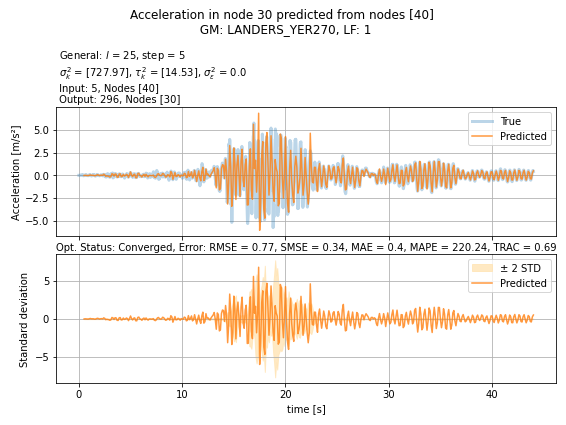 Acceleration in node 30 predicted from nodes [40]
GM: LANDERS_YER270, LF: 1
General: l = 25, step = 5
σ²ₖ = [727.97], τ²ₖ = [14.53], σ²ε = 0.0
Input: 5, Nodes [40]
Output: 296, Nodes [30]
Acceleration [m/s²]
5.0
2.5
0.0
−2.5
−5.0
True
Predicted
Opt. Status: Converged, Error: RMSE = 0.77, SMSE = 0.34, MAE = 0.4, MAPE = 220.24, TRAC = 0.69
Standard deviation
5
0
−5
± 2 STD
Predicted
0 10 20 30 40
time [s]